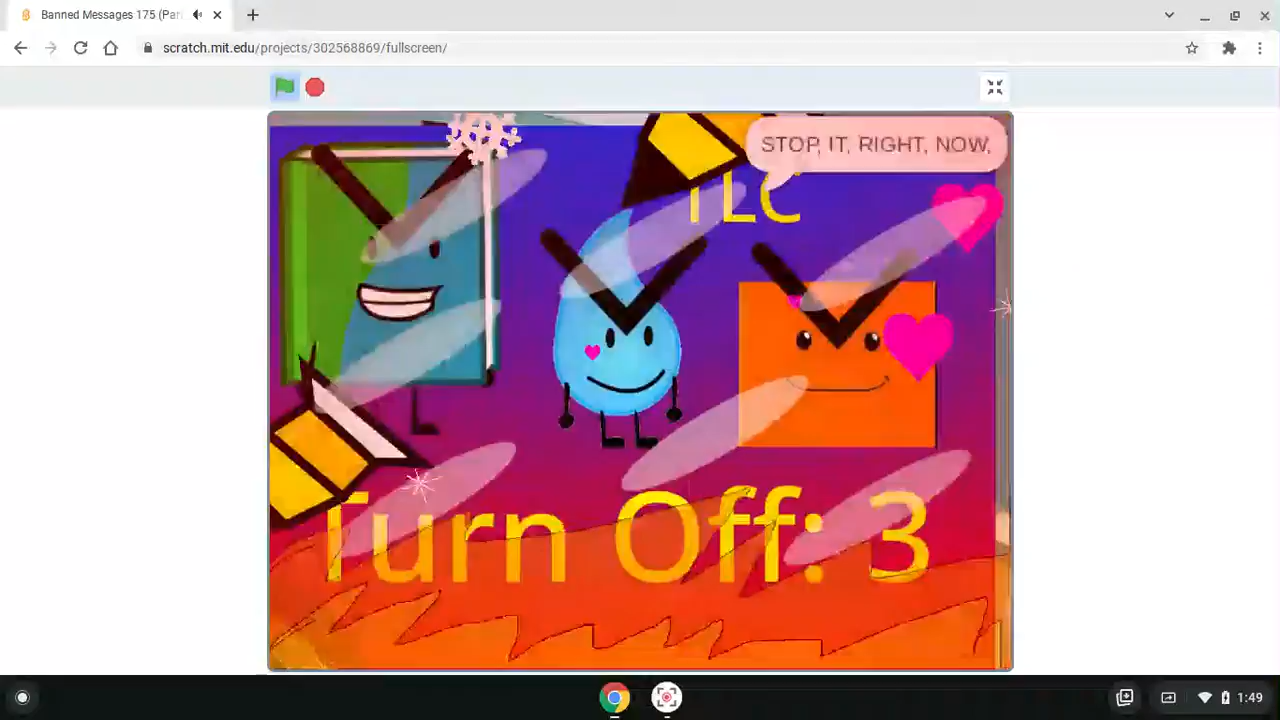 Banned Messages 175 (Par
scratch.mit.edu/projects/302568869/fullscreen/
STOP, IT, RIGHT, NOW,
TLC
Turn Off: 3
1:49